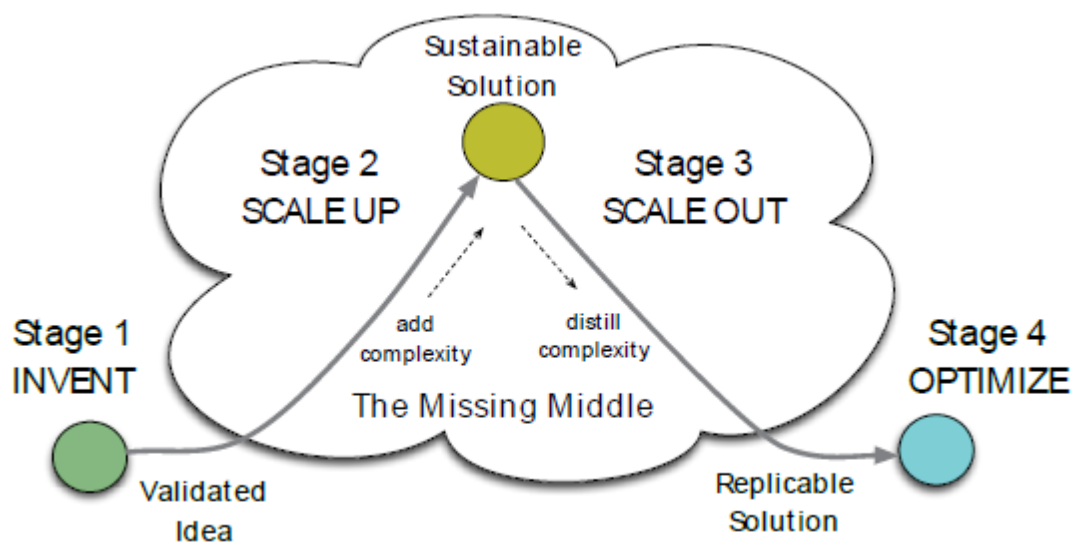 Sustainable
Solution
Stage 2
SCALE UP
Stage 3
SCALE OUT
add
complexity
distill
complexity
Stage 1
INVENT
Stage 4
OPTIMIZE
The Missing Middle
Validated
Idea
Replicable
Solution